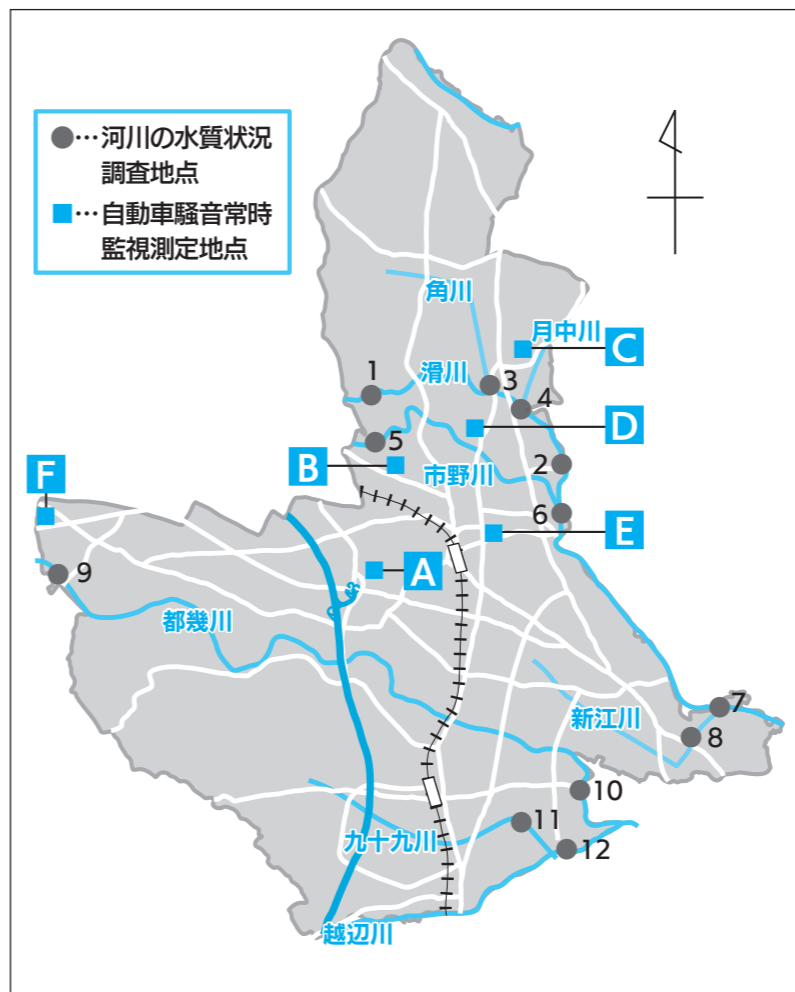 ●…河川の水質状況
調査地点
■…自動車騒音常時
監視測定地点
角川
月中川
C
1
滑川
3
4
D
5
B
市野川
2
F
6
E
9
A
都幾川
新江川
7
8
10
11
九十九川
12
越辺川